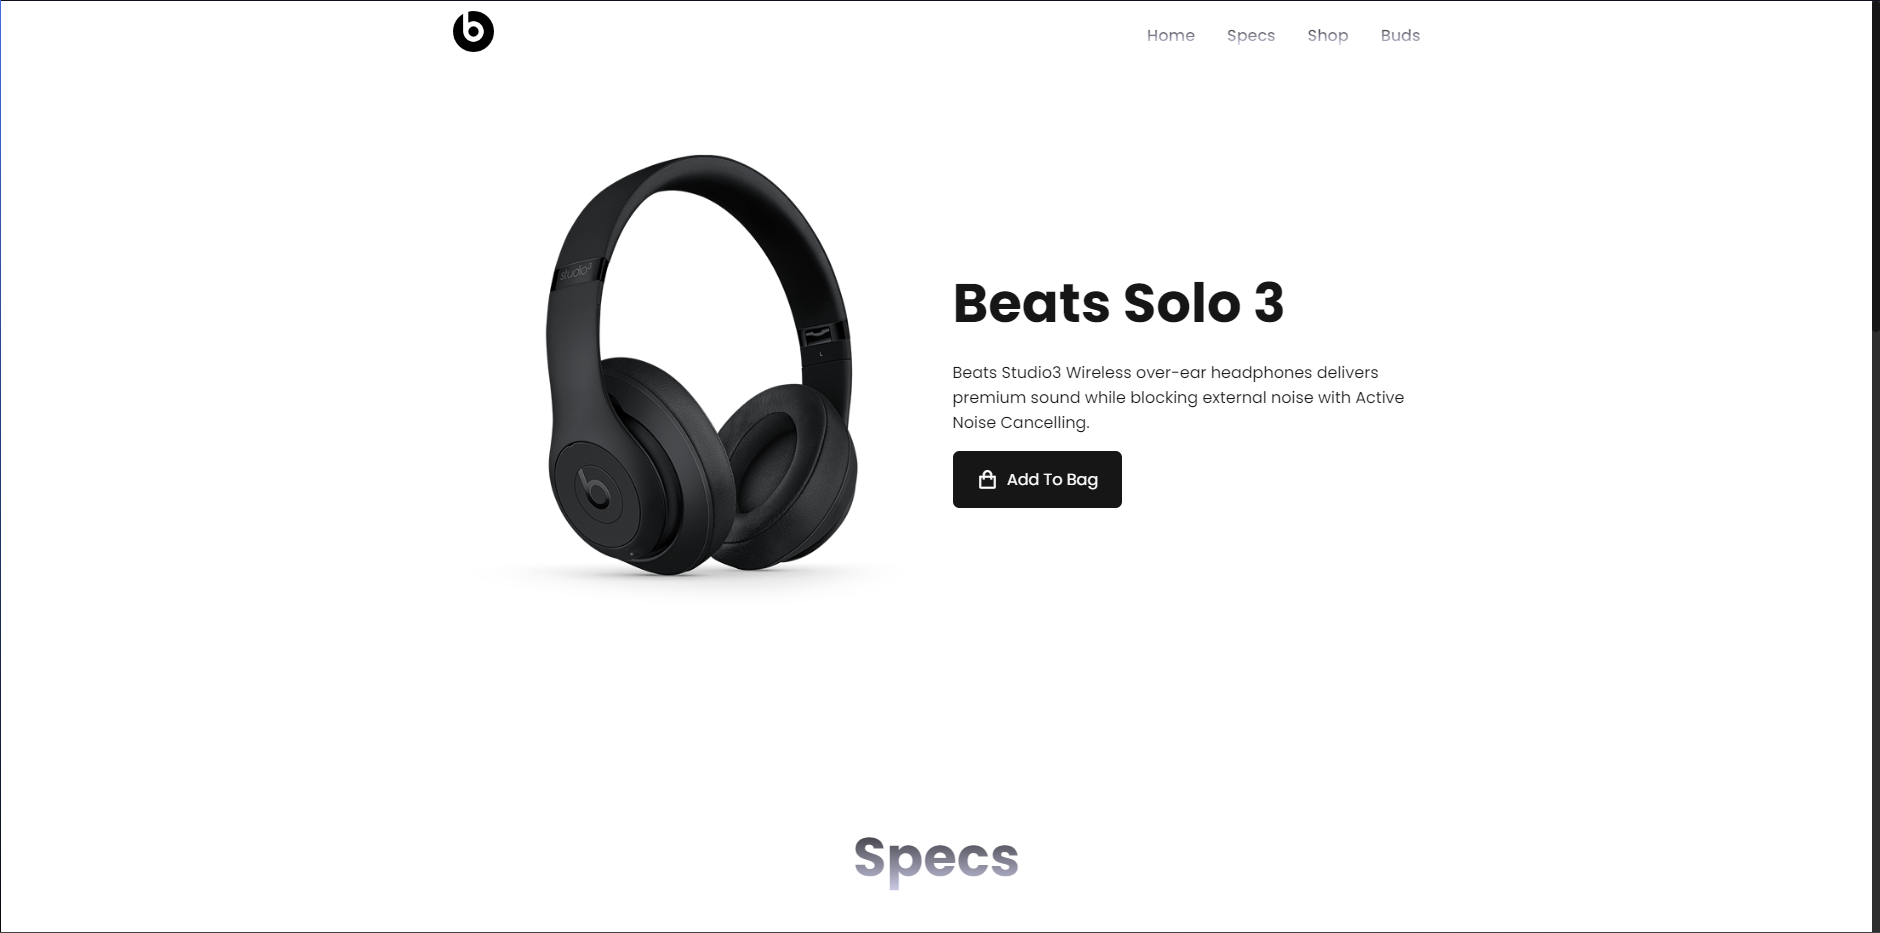 Home Specs Shop Buds
studio3
L
Beats Solo 3
Beats Studio3 Wireless over-ear headphones delivers
premium sound while blocking external noise with Active
Noise Cancelling.
Add To Bag
Specs